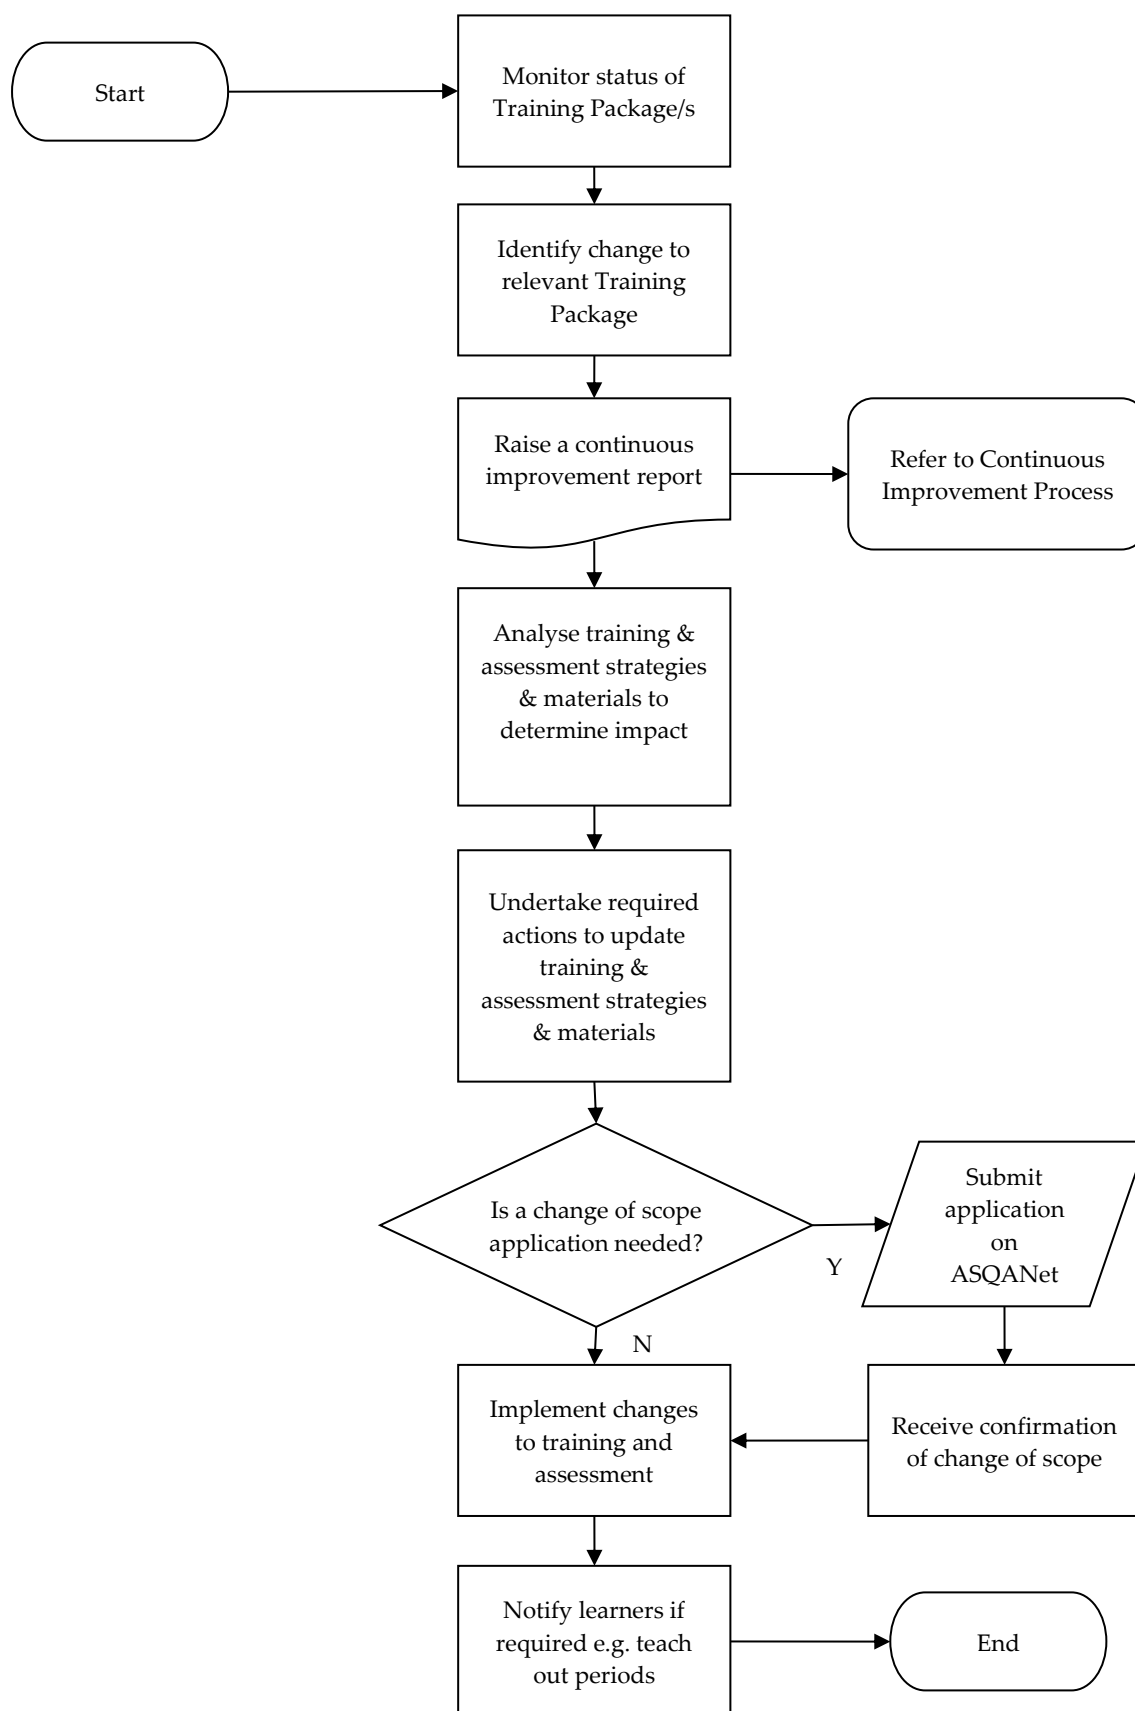 Start
Monitor status of
Training Package/s
Identify change to
relevant Training
Package
Raise a continuous
improvement report
Refer to Continuous
Improvement Process
Analyse training &
assessment strategies
& materials to
determine impact
Undertake required
actions to update
training &
assessment strategies
& materials
Is a change of scope
application needed?
Y
Submit
application
on
ASQANet
N
Implement changes
to training and
assessment
Receive confirmation
of change of scope
Notify learners if
required e.g. teach
out periods
End